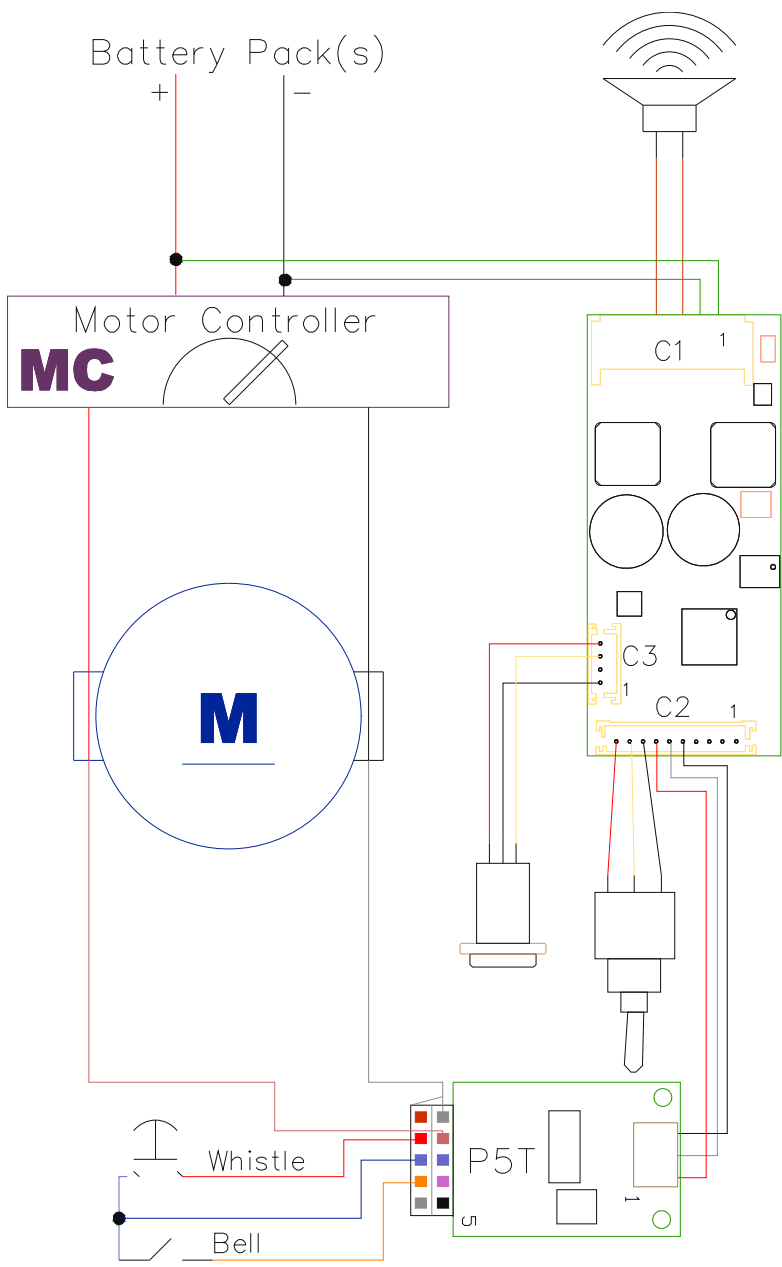 Battery Pack(s)
+ −
Motor Controller
MC
C1 1
C3
1
C2 1
M
P5T
1
5
Whistle
Bell